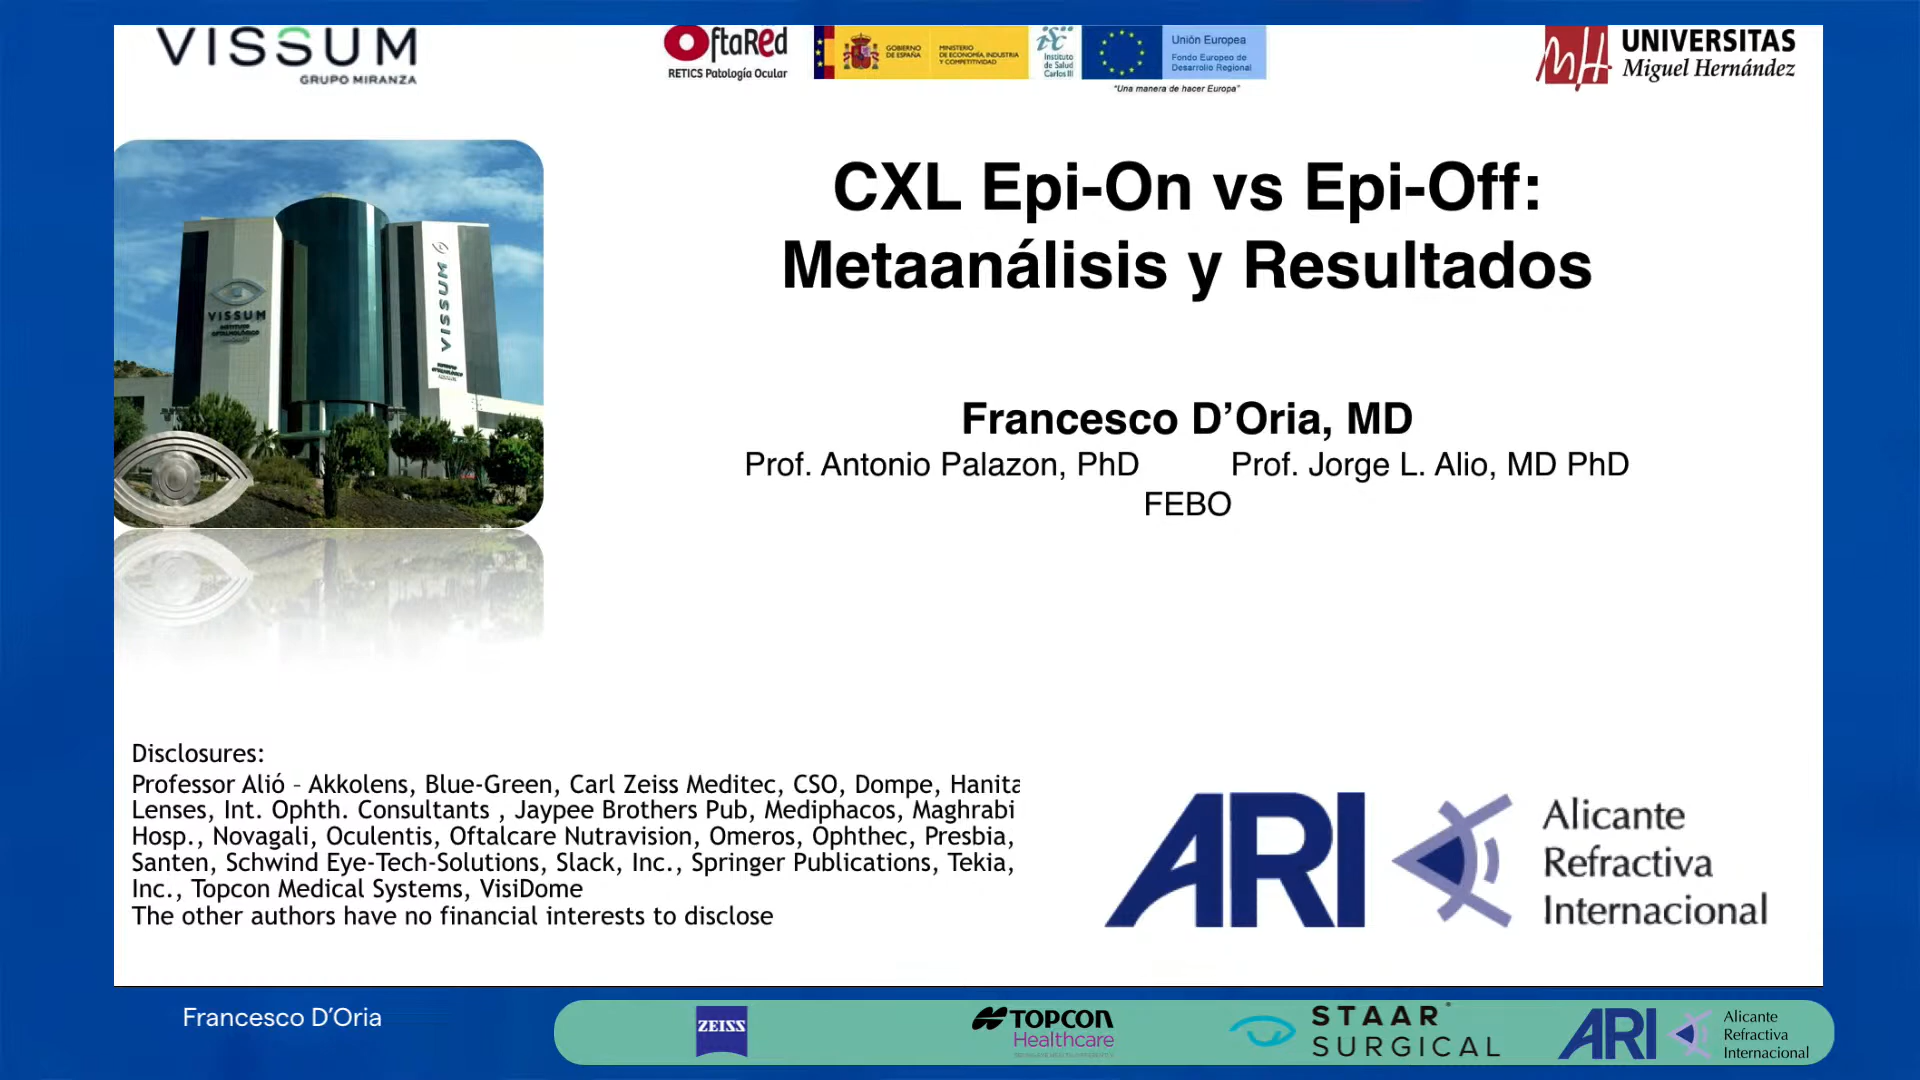 VISSUM
GRUPO MIRANZA
OftaRed
RETICS Patología Ocular
GOBIERNO
DE ESPAÑA
MINISTERIO
DE ECONOMÍA, INDUSTRIA
Y COMPETITIVIDAD
Instituto
de Salud
Carlos III
Unión Europea
Fondo Europeo de
Desarrollo Regional
"Una manera de hacer Europa"
UNIVERSITAS
Miguel Hernández
VISSUM
VISSUM
CXL Epi-On vs Epi-Off:
Metaanálisis y Resultados
Francesco D’Oria, MD
Prof. Antonio Palazon, PhD Prof. Jorge L. Alio, MD PhD
FEBO
Disclosures:
Professor Alió – Akkolens, Blue-Green, Carl Zeiss Meditec, CSO, Dompe, Hanita
Lenses, Int. Ophth. Consultants , Jaypee Brothers Pub, Mediphacos, Maghrabi
Hosp., Novagali, Oculentis, Oftalcare Nutravision, Omeros, Ophthec, Presbia,
Santen, Schwind Eye-Tech-Solutions, Slack, Inc., Springer Publications, Tekia,
Inc., Topcon Medical Systems, VisiDome
The other authors have no financial interests to disclose
ARI
Alicante
Refractiva
Internacional
Francesco D’Oria
ZEISS
TOPCON
Healthcare
STAAR
SURGICAL
ARI
Alicante
Refractiva
Internacional